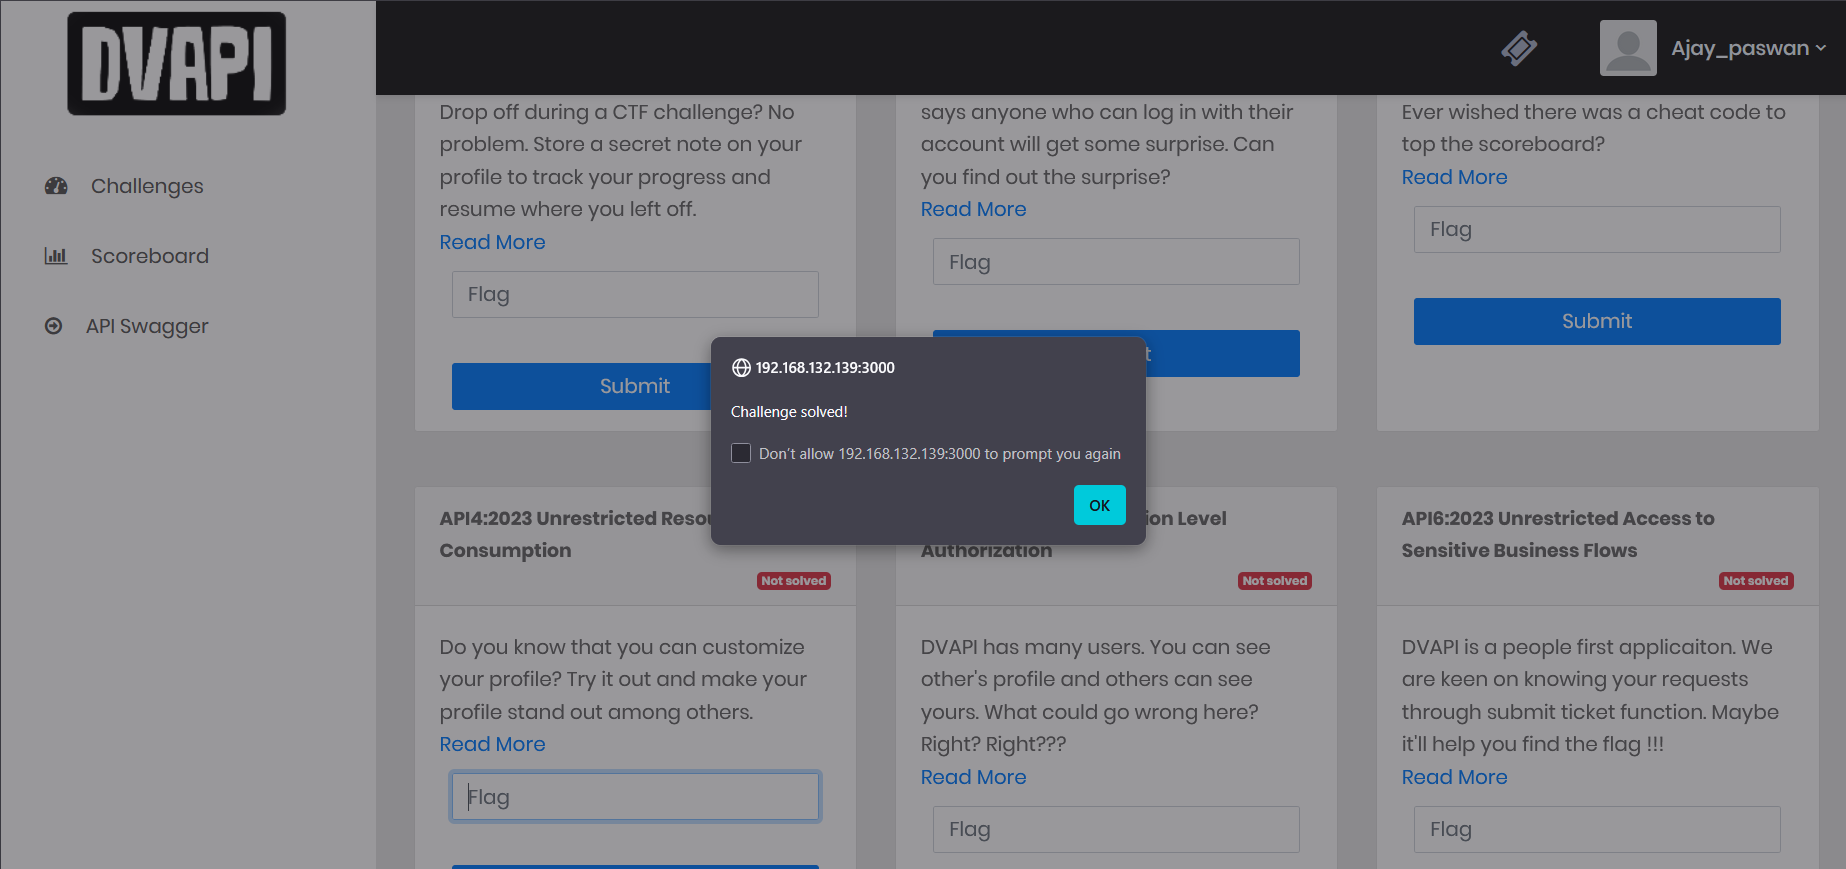 DVAPI
Ajay_paswan
Challenges
Scoreboard
API Swagger
Drop off during a CTF challenge? No
problem. Store a secret note on your
profile to track your progress and
resume where you left off.
Read More
Flag
Submit
says anyone who can log in with their
account will get some surprise. Can
you find out the surprise?
Read More
Flag
t
Ever wished there was a cheat code to
top the scoreboard?
Read More
Flag
Submit
192.168.132.139:3000
Challenge solved!
Don't allow 192.168.132.139:3000 to prompt you again
OK
API4:2023 Unrestricted Resou
Consumption
Not solved
Do you know that you can customize
your profile? Try it out and make your
profile stand out among others.
Read More
Flag
ion Level
Authorization
Not solved
DVAPI has many users. You can see
other's profile and others can see
yours. What could go wrong here?
Right? Right???
Read More
Flag
API6:2023 Unrestricted Access to
Sensitive Business Flows
Not solved
DVAPI is a people first applicaiton. We
are keen on knowing your requests
through submit ticket function. Maybe
it'll help you find the flag !!!
Read More
Flag